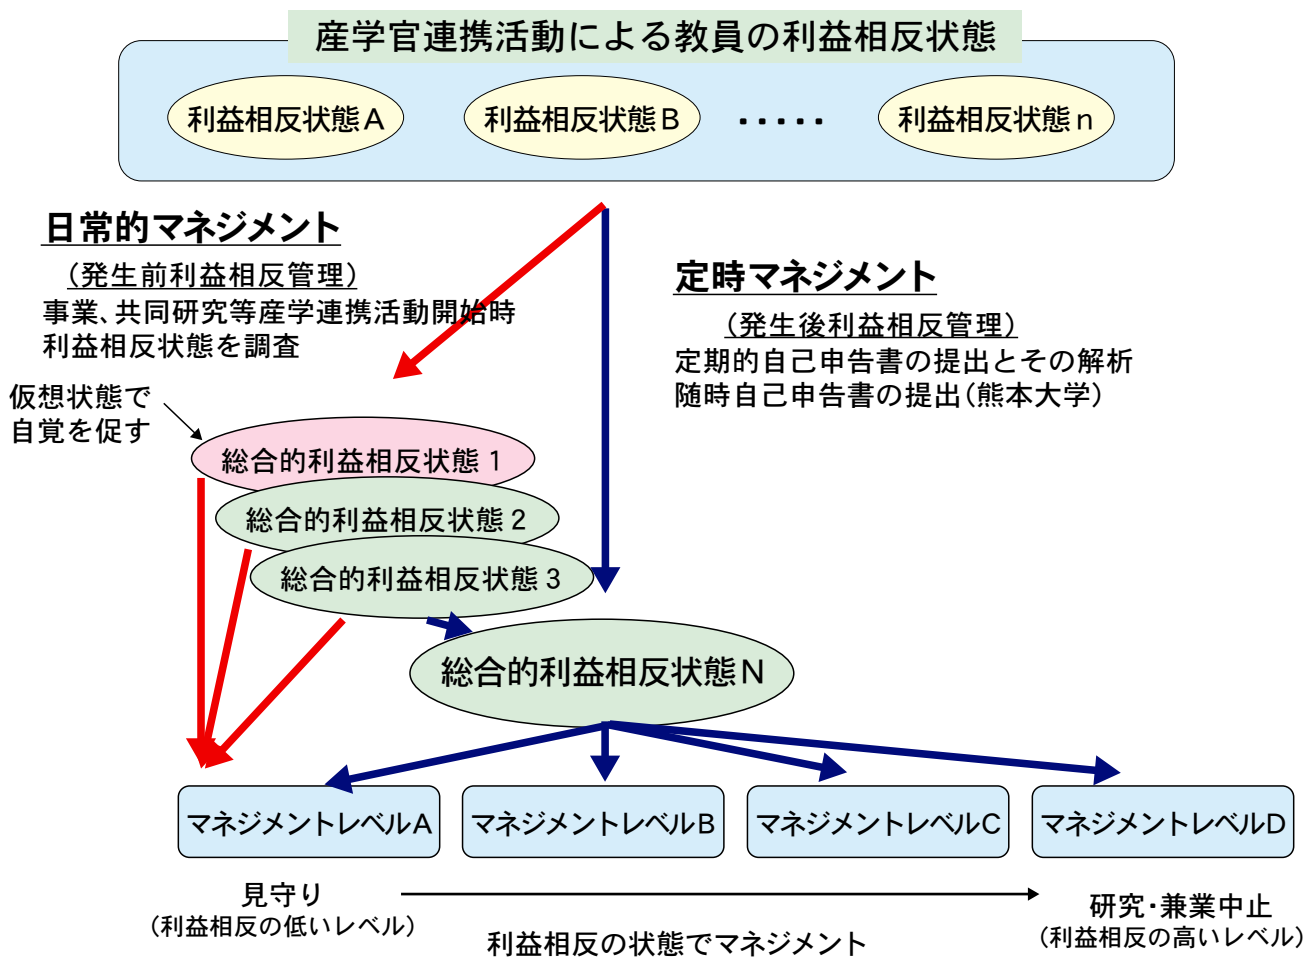 産学官連携活動による教員の利益相反状態
利益相反状態A
利益相反状態B
・・・・・
利益相反状態n
日常的マネジメント
（発生前利益相反管理）
事業、共同研究等産学連携活動開始時
利益相反状態を調査
定時マネジメント
（発生後利益相反管理）
定期的自己申告書の提出とその解析
随時自己申告書の提出（熊本大学）
仮想状態で
自覚を促す
総合的利益相反状態1
総合的利益相反状態2
総合的利益相反状態3
総合的利益相反状態N
マネジメントレベルA
マネジメントレベルB
マネジメントレベルC
マネジメントレベルD
見守り
（利益相反の低いレベル）
研究・兼業中止
（利益相反の高いレベル）
利益相反の状態でマネジメント